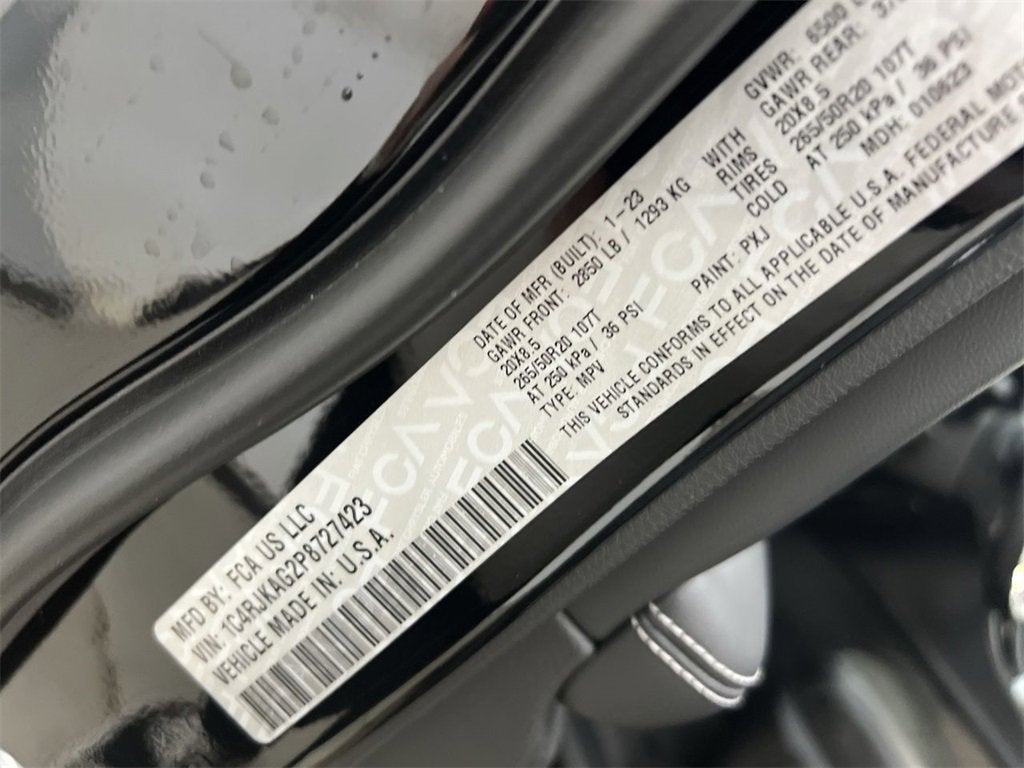 MFD BY: FCA US LLC
DATE OF MFR (BUILT): 1-23
GVWR: 6500
VIN: 1C4RJKAG2P8727423
GAWR FRONT: 2850 LB / 1293 KG
WITH
GAWR REAR:
VEHICLE MADE IN: U.S.A.
20X8.5
RIMS
20X8.5
265/50R20 107T
TIRES
265/50R20 107T
AT 250 kPa / 36 PSI
COLD
AT 250 kPa / 36 PSI
TYPE: MPV
PAINT: PXJ
MDH: 010623
THIS VEHICLE CONFORMS TO ALL APPLICABLE U.S.A. FEDERAL
STANDARDS IN EFFECT ON THE DATE OF MANUFACTURE